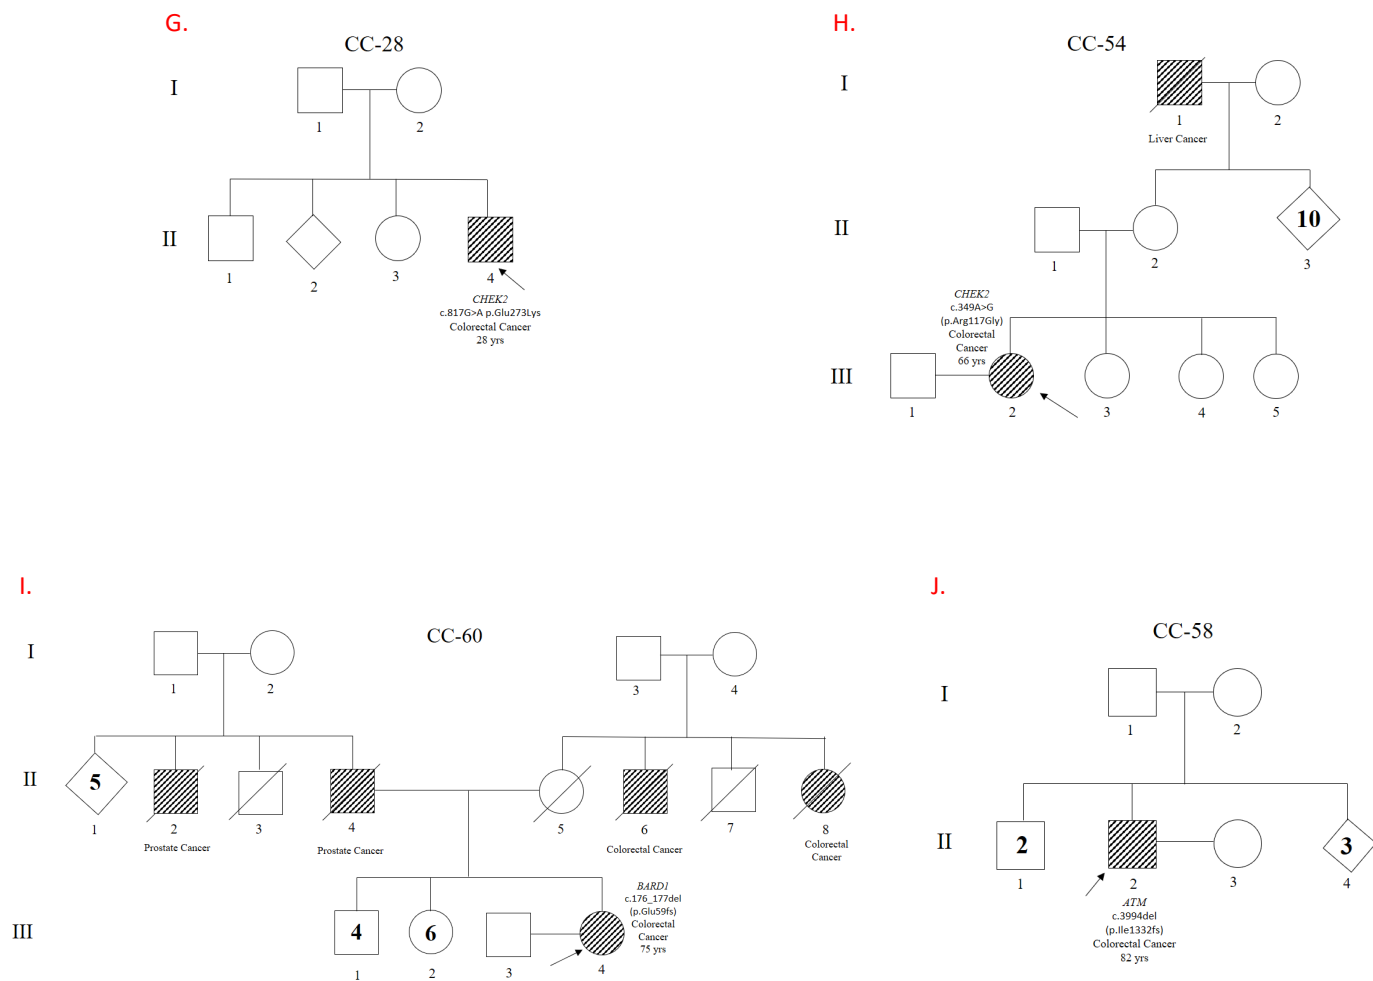 G.
CC-28
I
1
2
II
1
2
3
4
CHEK2
c.817G>A p.Glu273Lys
Colorectal Cancer
28 yrs
H.
CC-54
I
1
2
Liver Cancer
II
10
1
2
3
CHEK2
c.349A>G
(p.Arg117Gly)
Colorectal
Cancer
66 yrs
III
1
2
3
4
5
I.
CC-60
I
1
2
3
4
II
5
1
2
3
4
5
6
7
8
Prostate Cancer
Prostate Cancer
Colorectal Cancer
Colorectal
Cancer
BARD1
c.176_177del
(p.Glu59fs)
Colorectal
Cancer
75 yrs
III
4
6
1
2
3
4
J.
CC-58
I
1
2
II
2
3
1
2
3
4
ATM
c.3994del
(p.Ile1332fs)
Colorectal Cancer
82 yrs